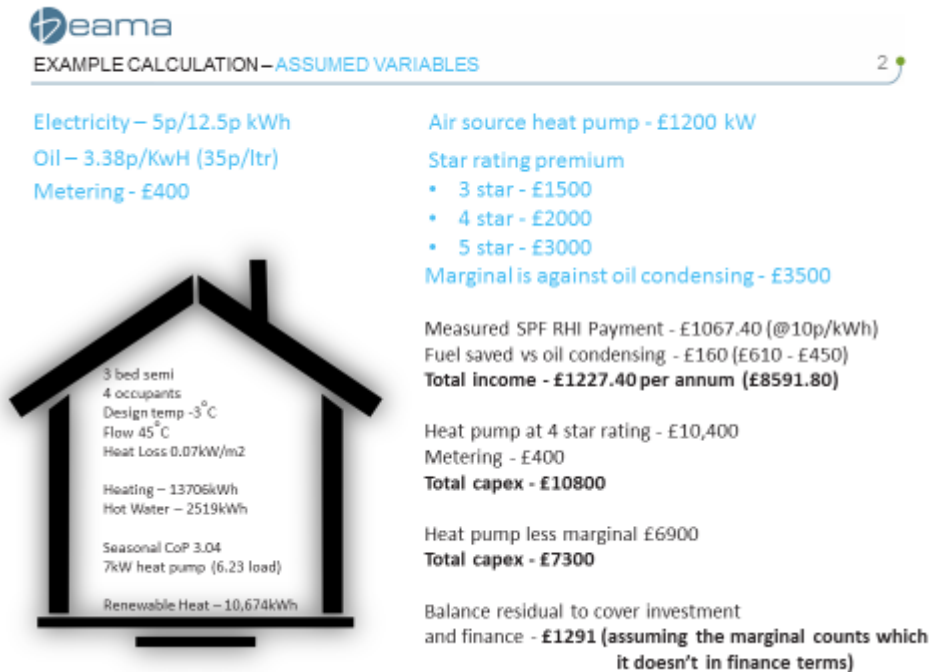 beama
EXAMPLE CALCULATION – ASSUMED VARIABLES
2
Electricity – 5p/12.5p kWh
Oil – 3.38p/KwH (35p/ltr)
Metering - £400
Air source heat pump - £1200 kW
Star rating premium
• 3 star - £1500
• 4 star - £2000
• 5 star - £3000
Marginal is against oil condensing - £3500
3 bed semi
4 occupants
Design temp -3°C
Flow 45°C
Heat Loss 0.07kW/m2
Heating – 13706kWh
Hot Water – 2519kWh
Seasonal CoP 3.04
7kW heat pump (6.23 load)
Renewable Heat – 10,674kWh
Measured SPF RHI Payment - £1067.40 (@10p/kWh)
Fuel saved vs oil condensing - £160 (£610 - £450)
Total income - £1227.40 per annum (£8591.80)
Heat pump at 4 star rating - £10,400
Metering - £400
Total capex - £10800
Heat pump less marginal £6900
Total capex - £7300
Balance residual to cover investment
and finance - £1291 (assuming the marginal counts which
it doesn't in finance terms)